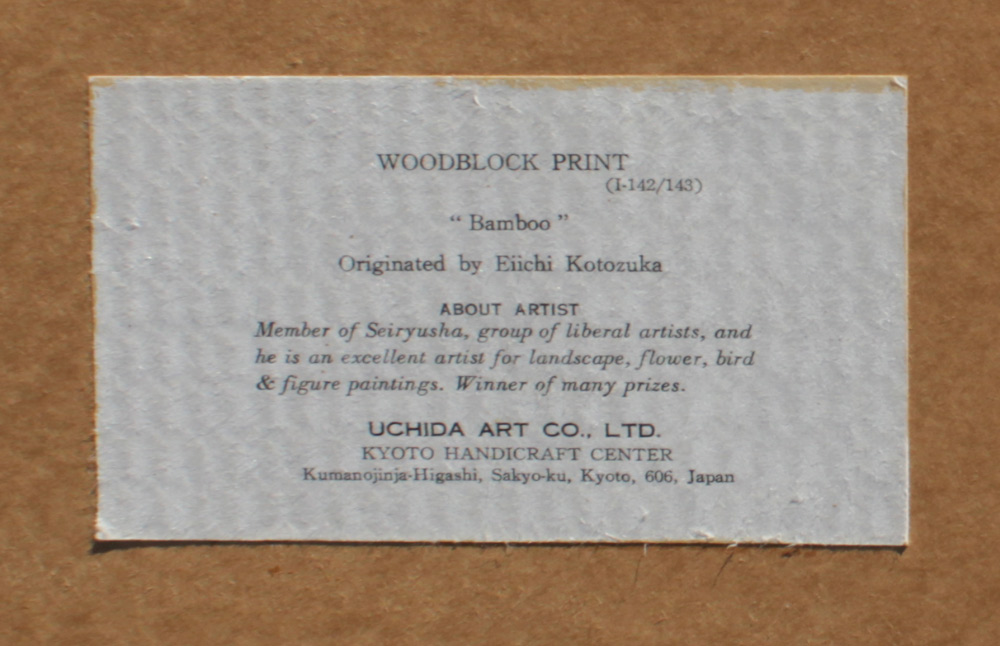 WOODBLOCK PRINT
(I-142/143)
“ Bamboo ”
Originated by Eiichi Kotozuka
ABOUT ARTIST
Member of Seiryusha, group of liberal artists, and
he is an excellent artist for landscape, flower, bird
& figure paintings. Winner of many prizes.
UCHIDA ART CO., LTD.
KYOTO HANDICRAFT CENTER
Kumanojinja-Higashi, Sakyo-ku, Kyoto, 606, Japan